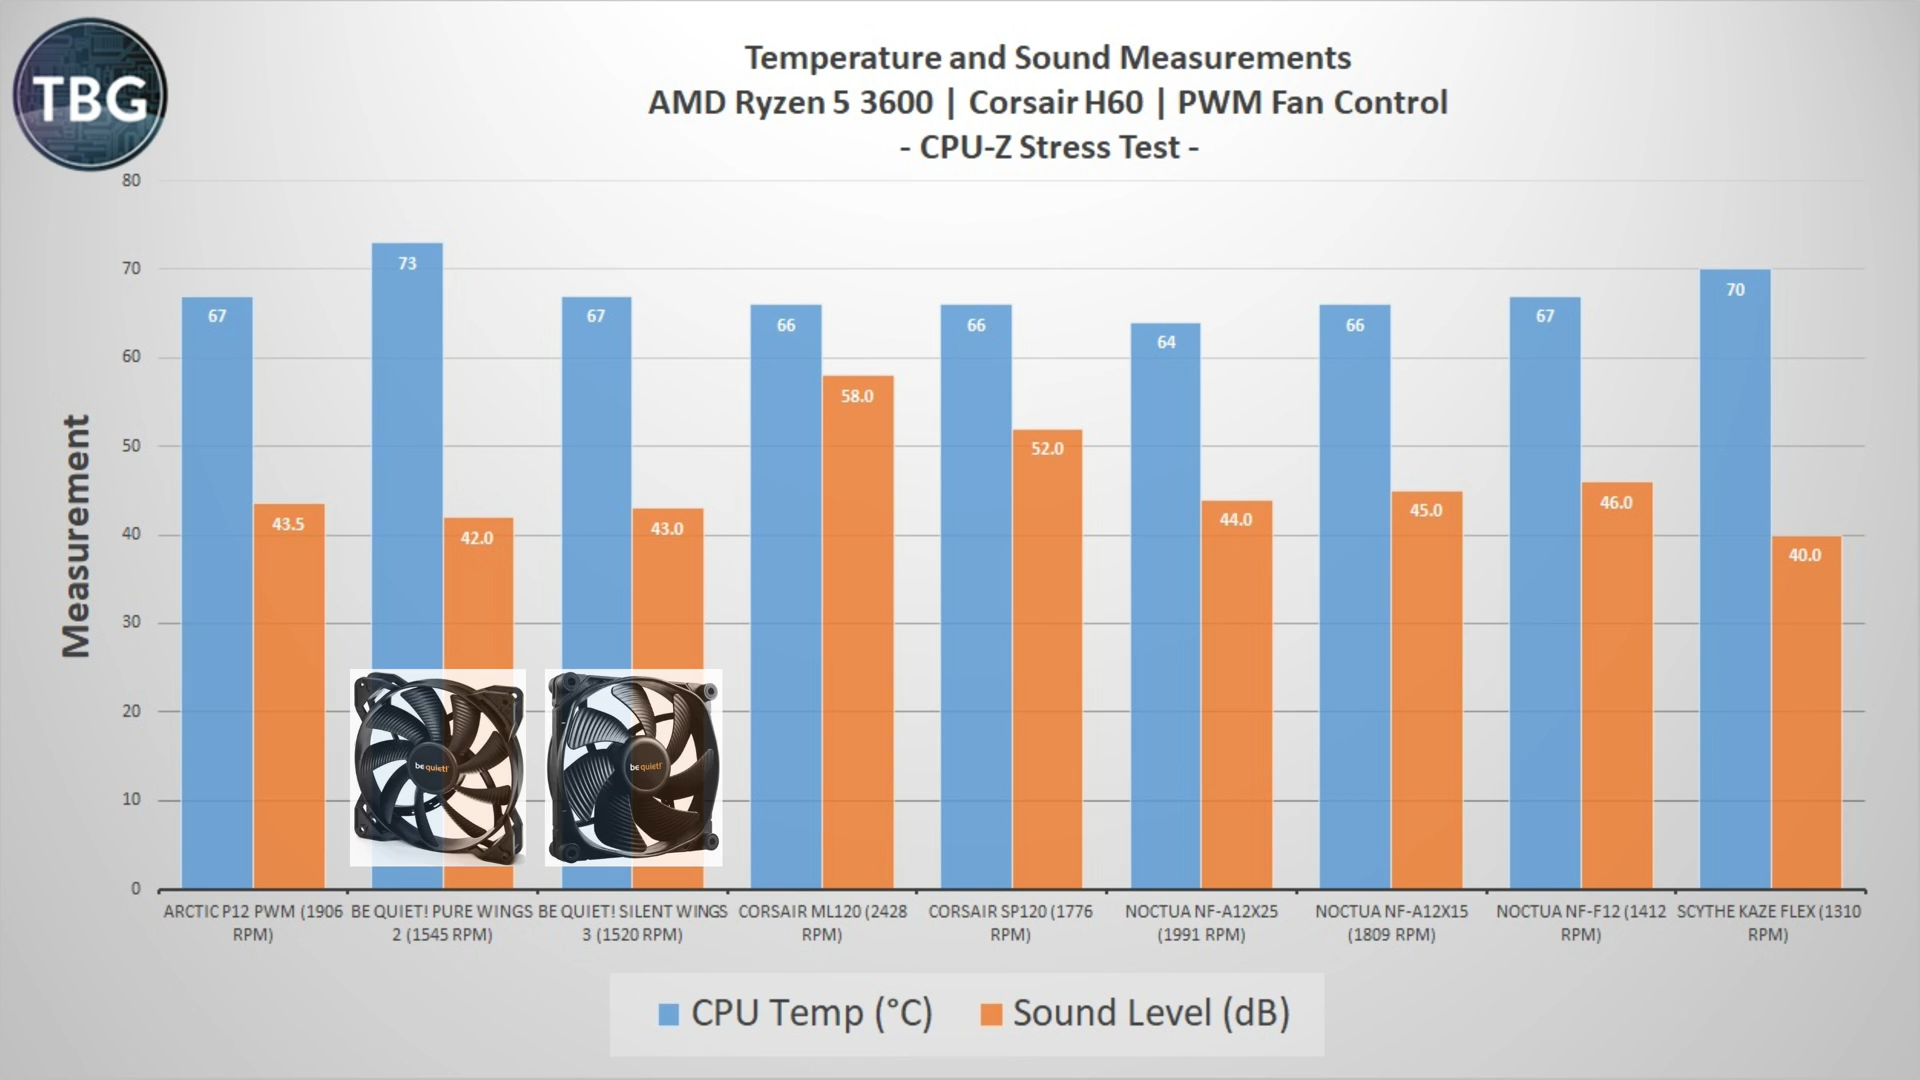 TBG
Temperature and Sound Measurements
AMD Ryzen 5 3600 | Corsair H60 | PWM Fan Control
- CPU-Z Stress Test -
80
70
60
50
40
30
20
10
0
Measurement
67
43.5
73
42.0
67
43.0
66
58.0
66
52.0
64
44.0
66
45.0
67
46.0
70
40.0
be quiet!
be quiet!
ARCTIC P12 PWM (1906
RPM)
BE QUIET! PURE WINGS
2 (1545 RPM)
BE QUIET! SILENT WINGS
3 (1520 RPM)
CORSAIR ML120 (2428
RPM)
CORSAIR SP120 (1776
RPM)
NOCTUA NF-A12X25
(1991 RPM)
NOCTUA NF-A12X15
(1809 RPM)
NOCTUA NF-F12 (1412
RPM)
SCYTHE KAZE FLEX (1310
RPM)
CPU Temp (°C)
Sound Level (dB)